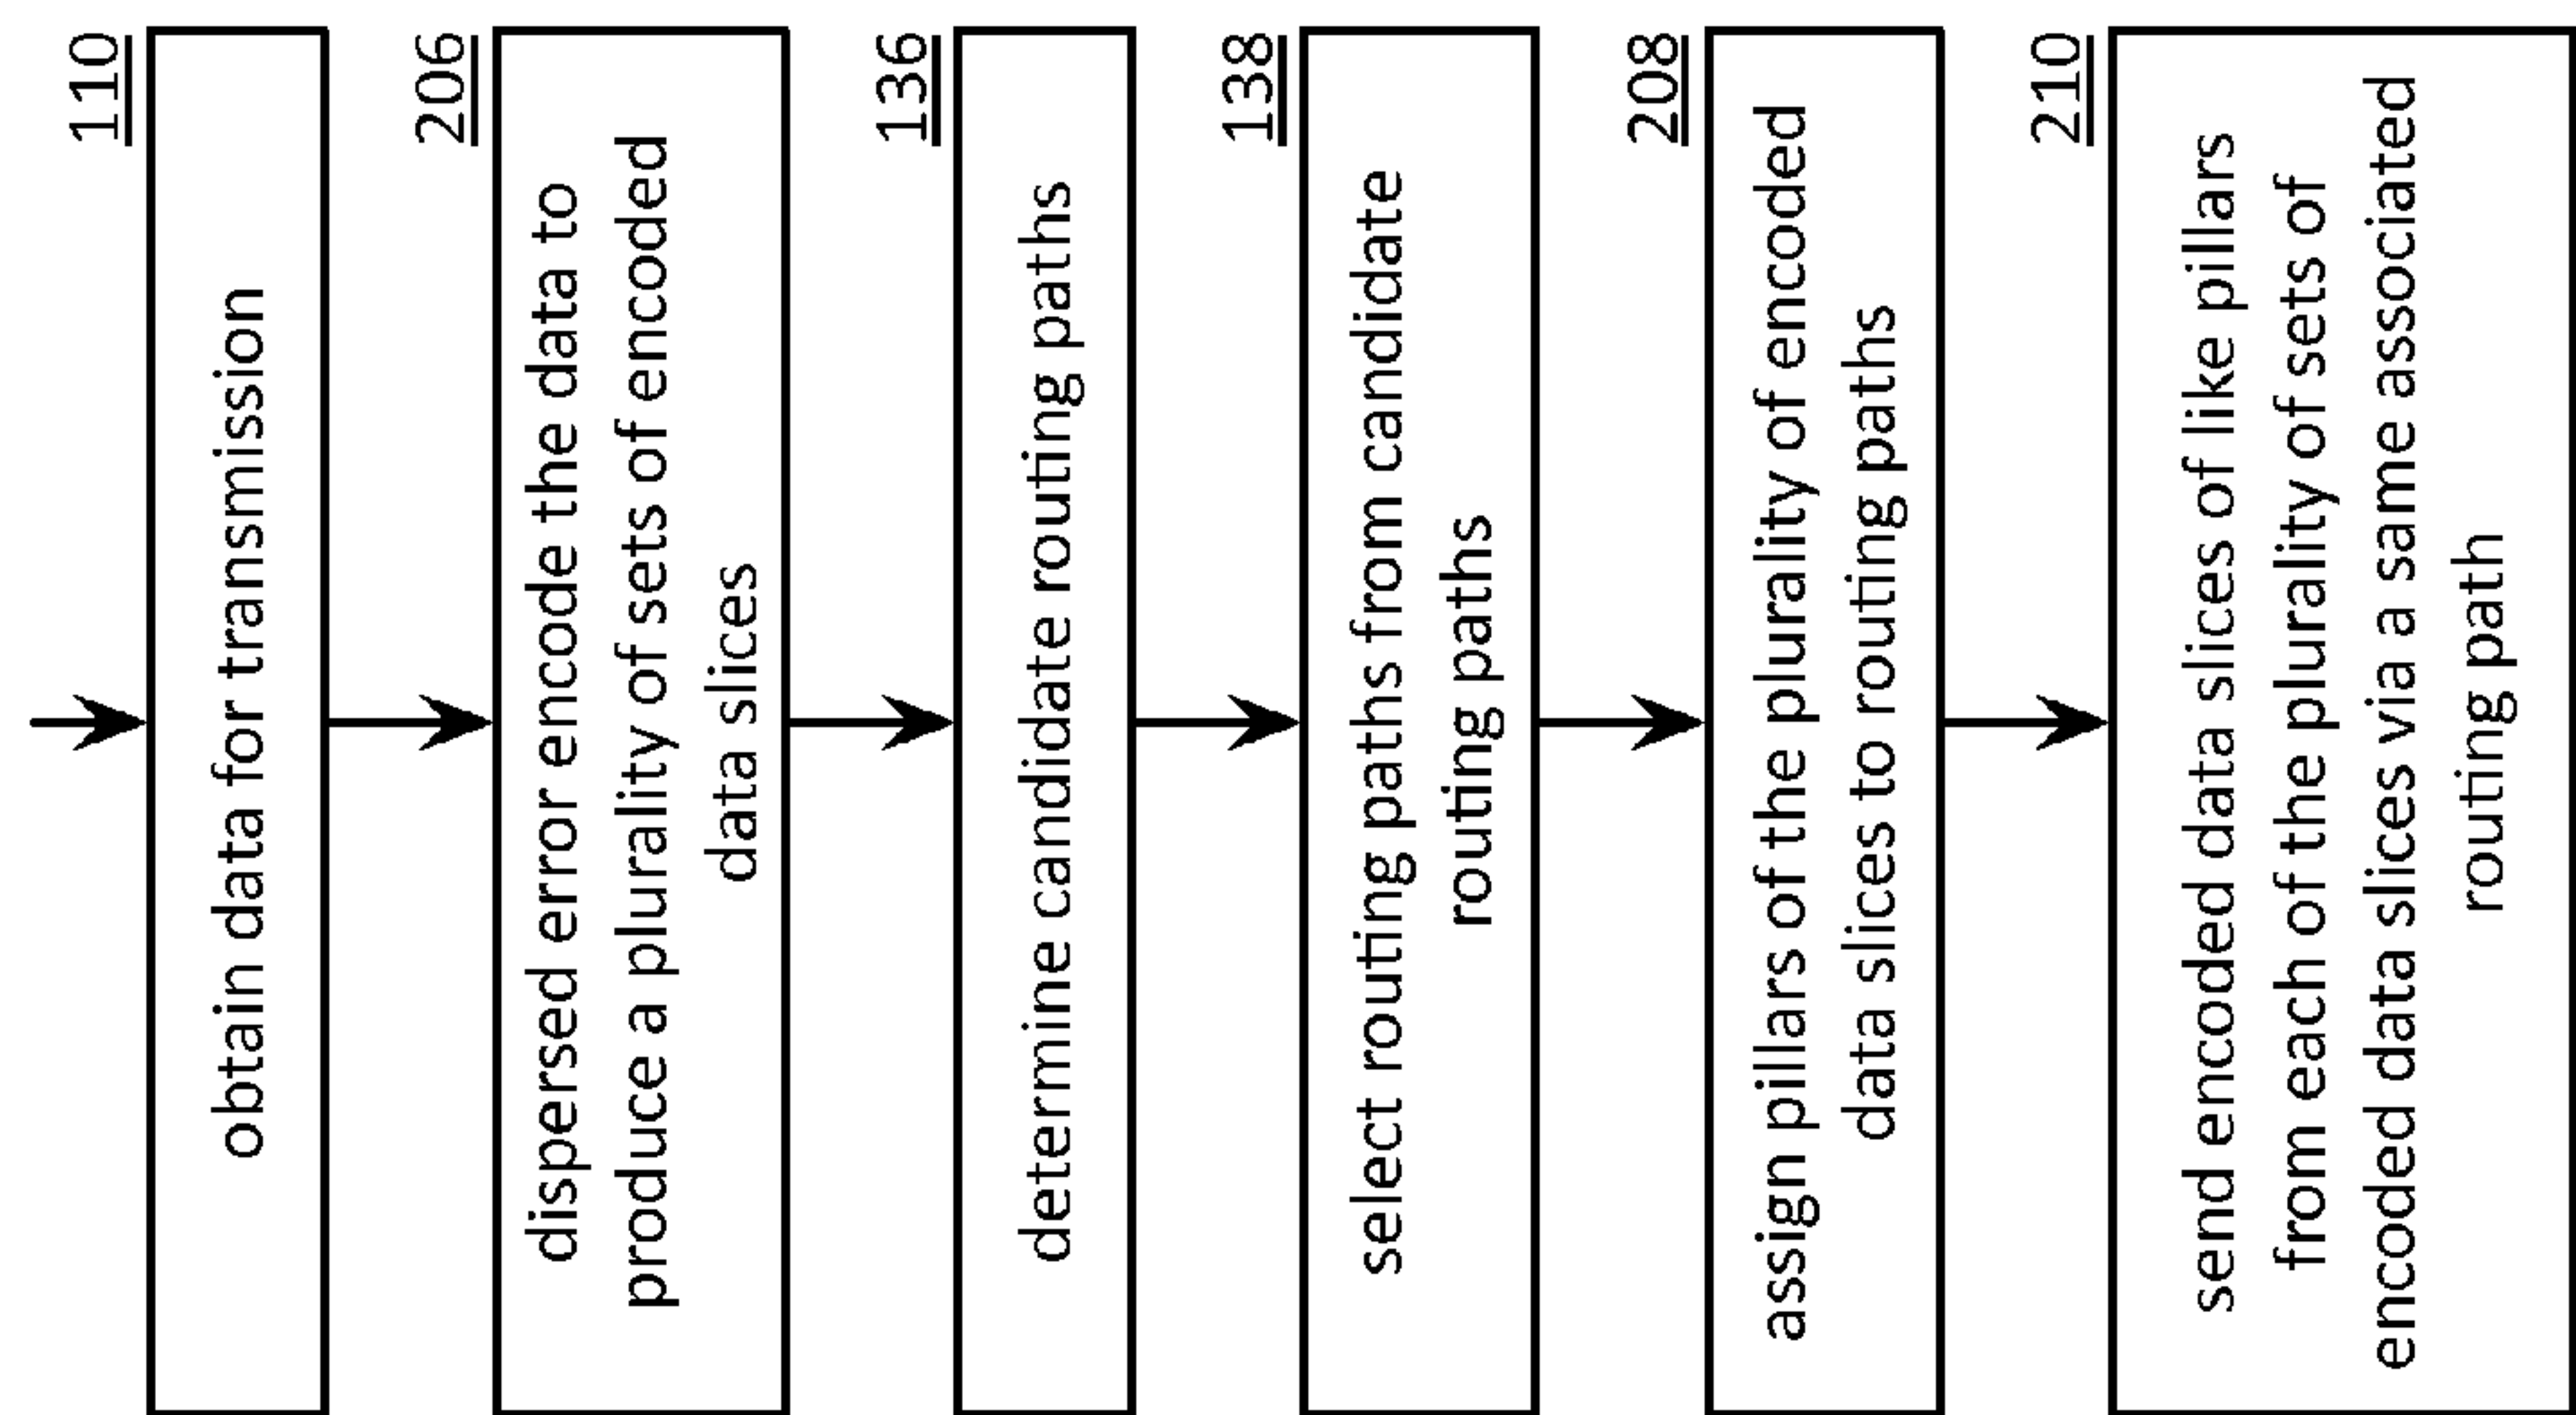 110
obtain data for transmission
206
dispersed error encode the data to
produce a plurality of sets of encoded
data slices
136
determine candidate routing paths
138
select routing paths from candidate
routing paths
208
assign pillars of the plurality of encoded
data slices to routing paths
210
send encoded data slices of like pillars
from each of the plurality of sets of
encoded data slices via a same associated
routing path